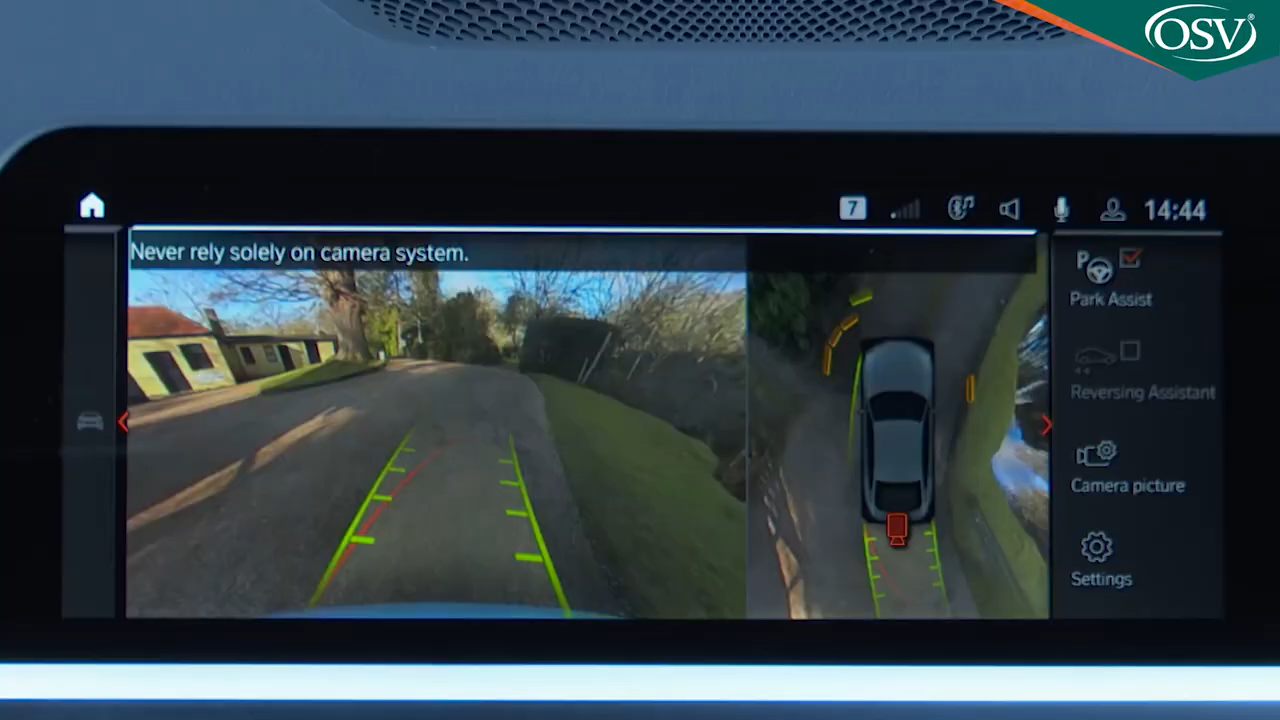 OSV
7
14:44
Never rely solely on camera system.
P
Park Assist
Reversing Assistant
Camera picture
Settings